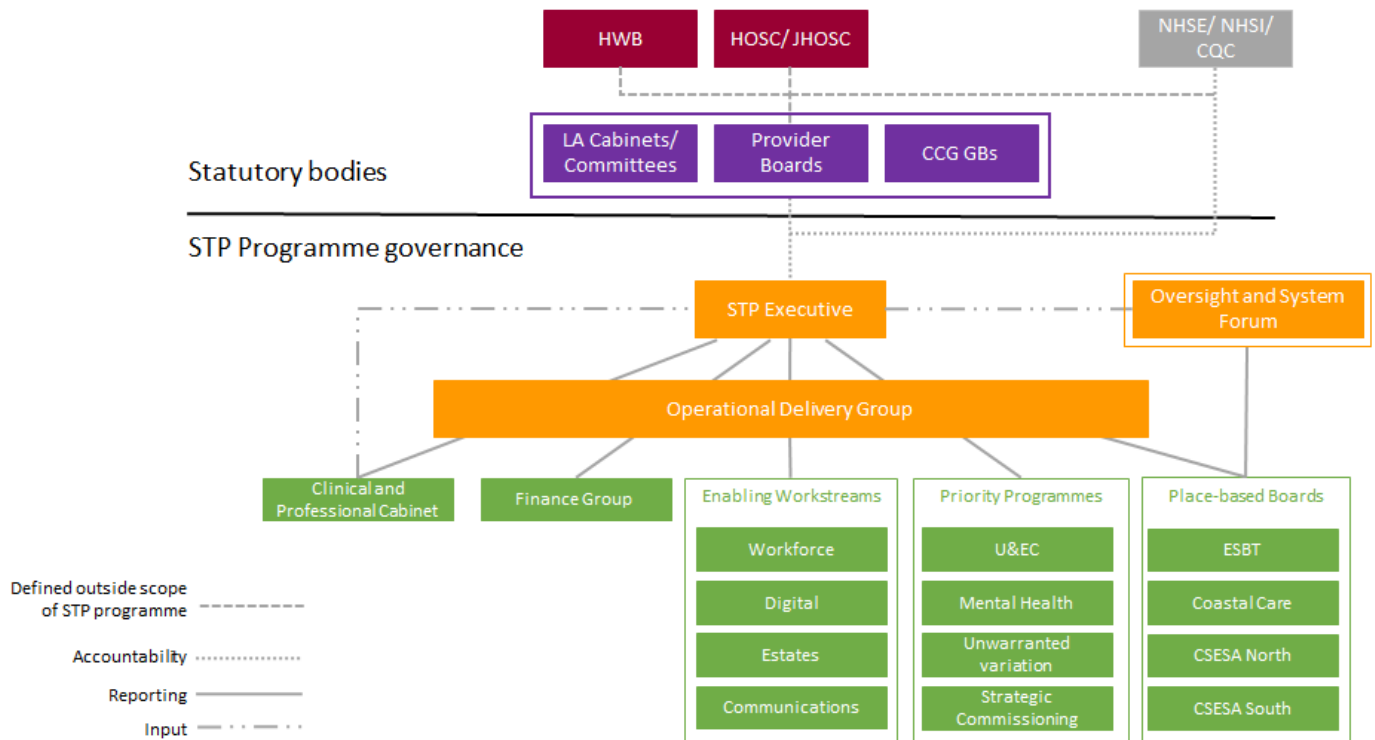 HWB
HOSC/ JHOSC
NHSE/ NHSI/
CQC
LA Cabinets/
Committees
Provider
Boards
CCG GBs
Statutory bodies
STP Programme governance
STP Executive
Oversight and System
Forum
Operational Delivery Group
Clinical and
Professional Cabinet
Finance Group
Enabling Workstreams
Workforce
Digital
Estates
Communications
Priority Programmes
U&EC
Mental Health
Unwarranted
variation
Strategic
Commissioning
Place-based Boards
ESBT
Coastal Care
CSESA North
CSESA South
Defined outside scope
of STP programme
Accountability
Reporting
Input